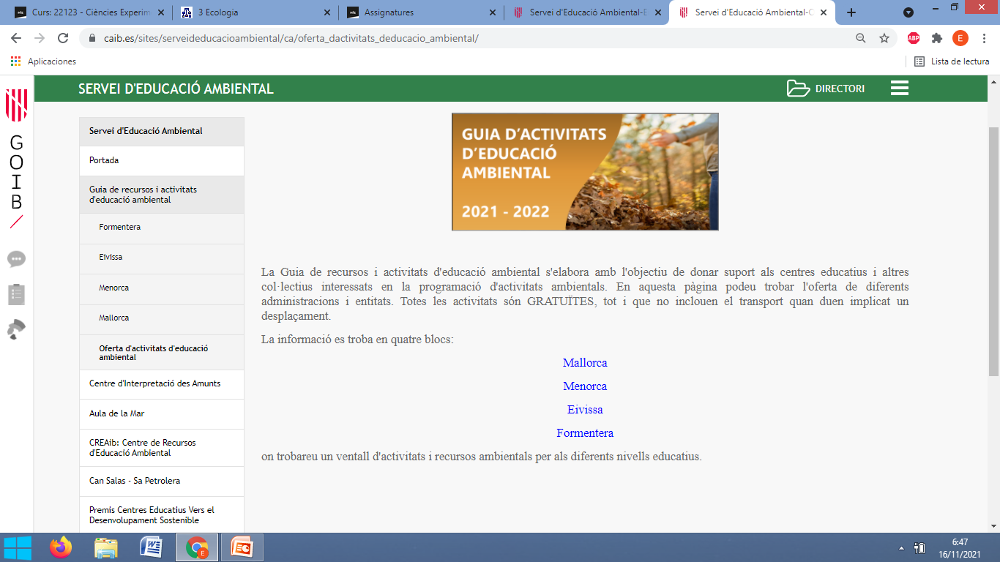 Curs: 22123 - Ciències Experim
3 Ecologia
Assignatures
Servei d'Educació Ambiental-E
Servei d'Educació Ambiental-C
caib.es/sites/serveideducacioambiental/ca/oferta_dactivitats_deducacio_ambiental/
ABP
E
Aplicaciones
Lista de lectura
SERVEI D'EDUCACIÓ AMBIENTAL
DIRECTORI
GOIB
Servei d'Educació Ambiental
Portada
Guia de recursos i activitats
d'educació ambiental
Formentera
Eivissa
Menorca
Mallorca
Oferta d'activitats d'educació
ambiental
Centre d'Interpretació des Amunts
Aula de la Mar
CREAib: Centre de Recursos
d'Educació Ambiental
Can Salas - Sa Petrolera
Premis Centres Educatius Vers el
Desenvolupament Sostenible
GUIA D'ACTIVITATS
D'EDUCACIÓ
AMBIENTAL
2021 - 2022
La Guia de recursos i activitats d'educació ambiental s'elabora amb l'objectiu de donar suport als centres educatius i altres
col·lectius interessats en la programació d'activitats ambientals. En aquesta pàgina podeu trobar l'oferta de diferents
administracions i entitats. Totes les activitats són GRATUÏTES, tot i que no inclouen el transport quan duen implicat un
desplaçament.
La informació es troba en quatre blocs:
Mallorca
Menorca
Eivissa
Formentera
on trobareu un ventall d'activitats i recursos ambientals per als diferents nivells educatius.
6:47
16/11/2021